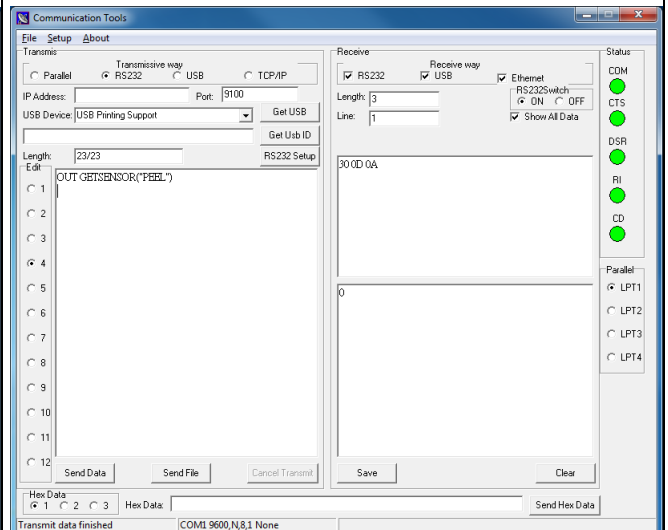 Communication Tools
File Setup About
Transmis
Transmissive way
Parallel RS232 USB TCP/IP
IP Address: Port: 9100
USB Device: USB Printing Support Get USB
Get Usb ID
Length: 23/23 RS232 Setup
Edit
OUT GETSENSOR("PEEL")
1
2
3
4
5
6
7
8
9
10
11
12
Send Data Send File Cancel Transmit
Receive
Receive way
RS232 USB Ethernet
Length: 3
RS232Switch
ON OFF
Line: 1 Show All Data
30 0D 0A
0
Save Clear
Status
COM
CTS
DSR
RI
CD
Parallel
LPT1
LPT2
LPT3
LPT4
Hex Data
1 2 3 Hex Data: Send Hex Data
Transmit data finished COM1 9600,N,8,1 None